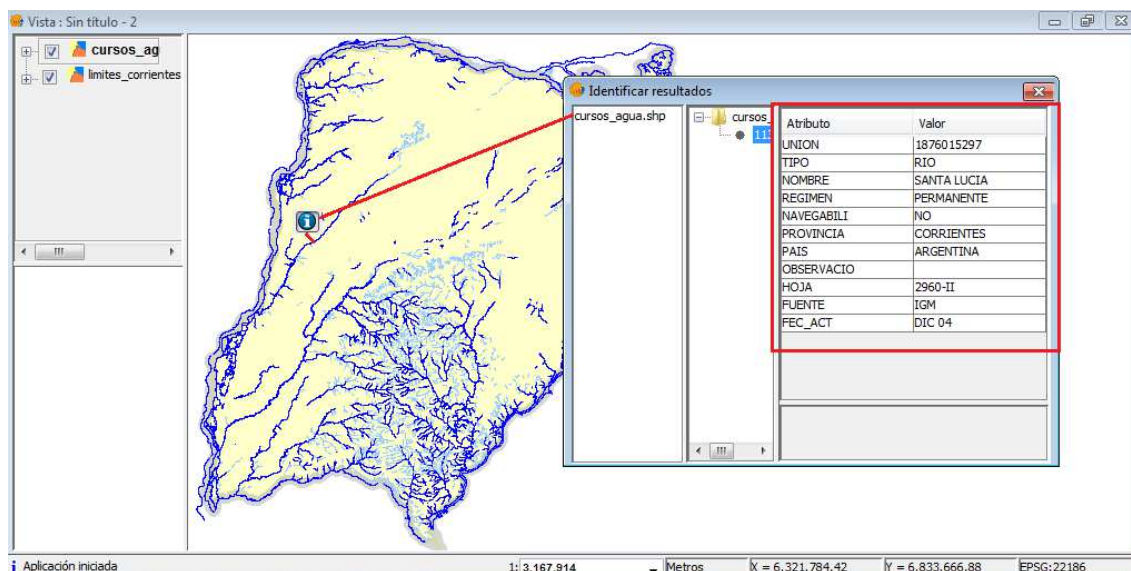 Vista : Sin título - 2
cursos_ag
limites_corrientes
Identificar resultados
cursos_agua.shp
cursos_
Atributo Valor
UNION 1876015297
TIPO RIO
NOMBRE SANTA LUCIA
REGIMEN PERMANENTE
NAVEGABILI NO
PROVINCIA CORRIENTES
PAIS ARGENTINA
OBSERVACIO
HOJA 2960-II
FUENTE IGM
FEC_ACT DIC 04
Aplicación iniciada
1: 3.167.914
Metros
X = 6.321.784,42
Y = 6.833.666,88
EPSG:22186